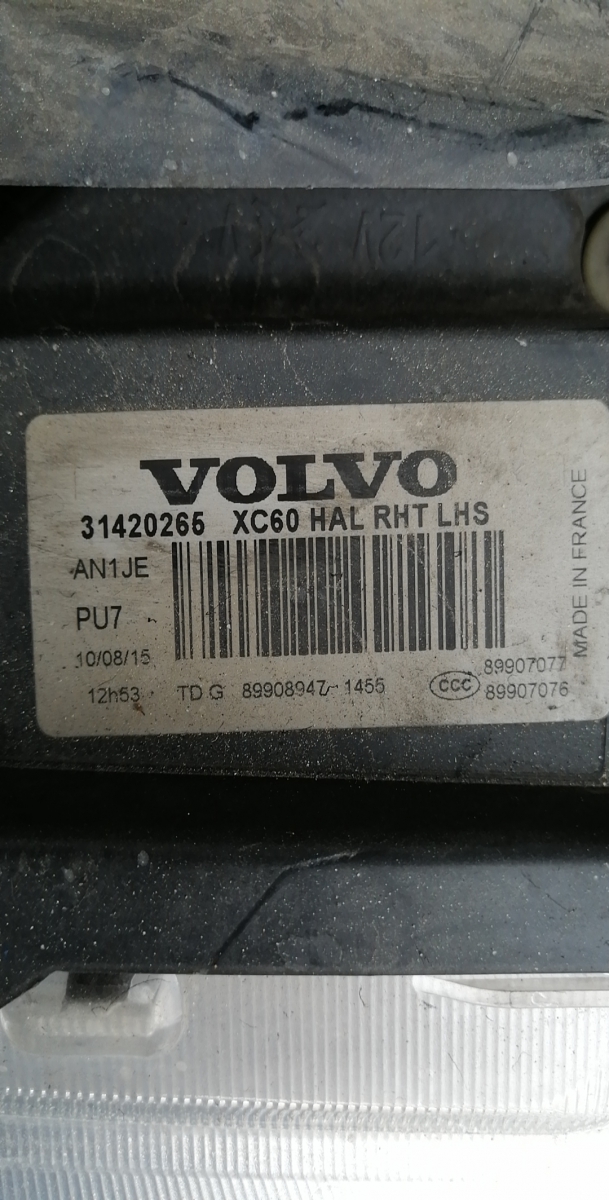 12V
VOLVO
31420265 XC60 HAL RHT LHS
AN1JE
PU7
10/08/15
12h53 TD G 89908947-1455 CCC
89907077
89907076
MADE IN FRANCE